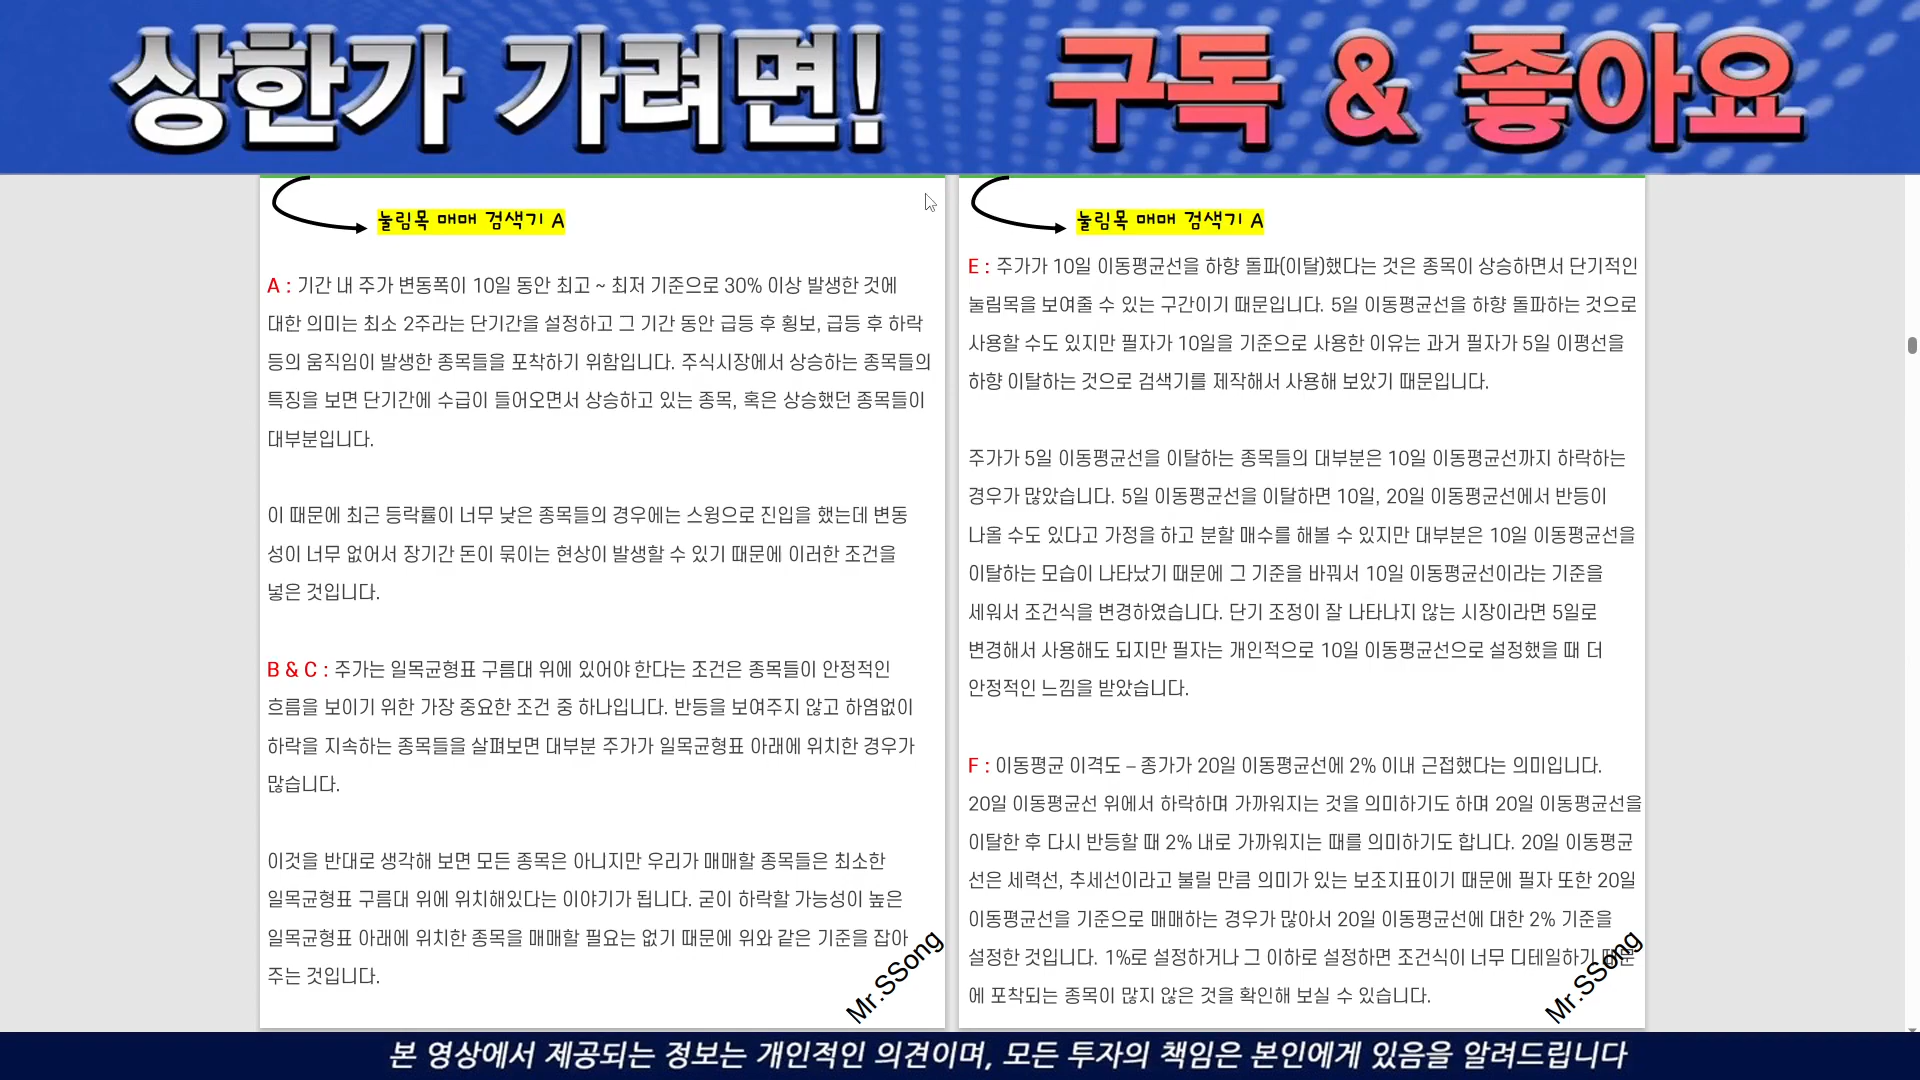 상한가 가려면! 구독 & 좋아요
눌림목 매매 검색기 A
A : 기간 내 주가 변동폭이 10일 동안 최고 ~ 최저 기준으로 30% 이상 발생한 것에
대한 의미는 최소 2주라는 단기간을 설정하고 그 기간 동안 급등 후 횡보, 급등 후 하락
등의 움직임이 발생한 종목들을 포착하기 위함입니다. 주식시장에서 상승하는 종목들의
특징을 보면 단기간에 수급이 들어오면서 상승하고 있는 종목, 혹은 상승했던 종목들이
대부분입니다.
이 때문에 최근 등락률이 너무 낮은 종목들의 경우에는 스윙으로 진입을 했는데 변동
성이 너무 없어서 장기간 돈이 묶이는 현상이 발생할 수 있기 때문에 이러한 조건을
넣은 것입니다.
B & C : 주가는 일목균형표 구름대 위에 있어야 한다는 조건은 종목들이 안정적인
흐름을 보이기 위한 가장 중요한 조건 중 하나입니다. 반등을 보여주지 않고 하염없이
하락을 지속하는 종목들을 살펴보면 대부분 주가가 일목균형표 아래에 위치한 경우가
많습니다.
이것을 반대로 생각해 보면 모든 종목은 아니지만 우리가 매매할 종목들은 최소한
일목균형표 구름대 위에 위치해있다는 이야기가 됩니다. 굳이 하락할 가능성이 높은
일목균형표 아래에 위치한 종목을 매매할 필요는 없기 때문에 위와 같은 기준을 잡아
주는 것입니다.
Mr.SSong
눌림목 매매 검색기 A
E : 주가가 10일 이동평균선을 하향 돌파(이탈)했다는 것은 종목이 상승하면서 단기적인
눌림목을 보여줄 수 있는 구간이기 때문입니다. 5일 이동평균선을 하향 돌파하는 것으로
사용할 수도 있지만 필자가 10일을 기준으로 사용한 이유는 과거 필자가 5일 이평선을
하향 이탈하는 것으로 검색기를 제작해서 사용해 보았기 때문입니다.
주가가 5일 이동평균선을 이탈하는 종목들의 대부분은 10일 이동평균선까지 하락하는
경우가 많았습니다. 5일 이동평균선을 이탈하면 10일, 20일 이동평균선에서 반등이
나올 수도 있다고 가정을 하고 분할 매수를 해볼 수 있지만 대부분은 10일 이동평균선을
이탈하는 모습이 나타났기 때문에 그 기준을 바꿔서 10일 이동평균선이라는 기준을
세워서 조건식을 변경하였습니다. 단기 조정이 잘 나타나지 않는 시장이라면 5일로
변경해서 사용해도 되지만 필자는 개인적으로 10일 이동평균선으로 설정했을 때 더
안정적인 느낌을 받았습니다.
F : 이동평균 이격도 – 종가가 20일 이동평균선에 2% 이내 근접했다는 의미입니다.
20일 이동평균선 위에서 하락하며 가까워지는 것을 의미하기도 하며 20일 이동평균선을
이탈한 후 다시 반등할 때 2% 내로 가까워지는 때를 의미하기도 합니다. 20일 이동평균
선은 세력선, 추세선이라고 불릴 만큼 의미가 있는 보조지표이기 때문에 필자 또한 20일
이동평균선을 기준으로 매매하는 경우가 많아서 20일 이동평균선에 대한 2% 기준을
설정한 것입니다. 1%로 설정하거나 그 이하로 설정하면 조건식이 너무 디테일하기 때문
에 포착되는 종목이 많지 않은 것을 확인해 보실 수 있습니다.
Mr.SSong
본 영상에서 제공되는 정보는 개인적인 의견이며, 모든 투자의 책임은 본인에게 있음을 알려드립니다